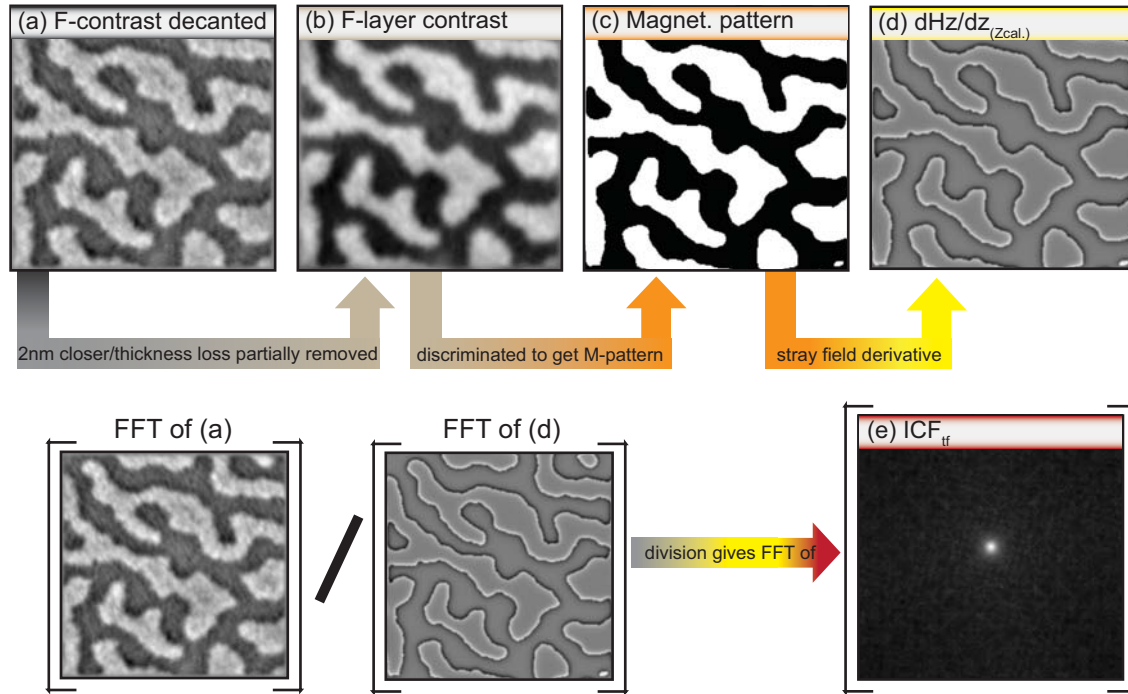 (a) F-contrast decanted
(b) F-layer contrast
(c) Magnet. pattern
(d) dHz/dz(Zcal.)
2nm closer/thickness loss partially removed
discriminated to get M-pattern
stray field derivative
FFT of (a)
FFT of (d)
(e) ICFtf
division gives FFT of